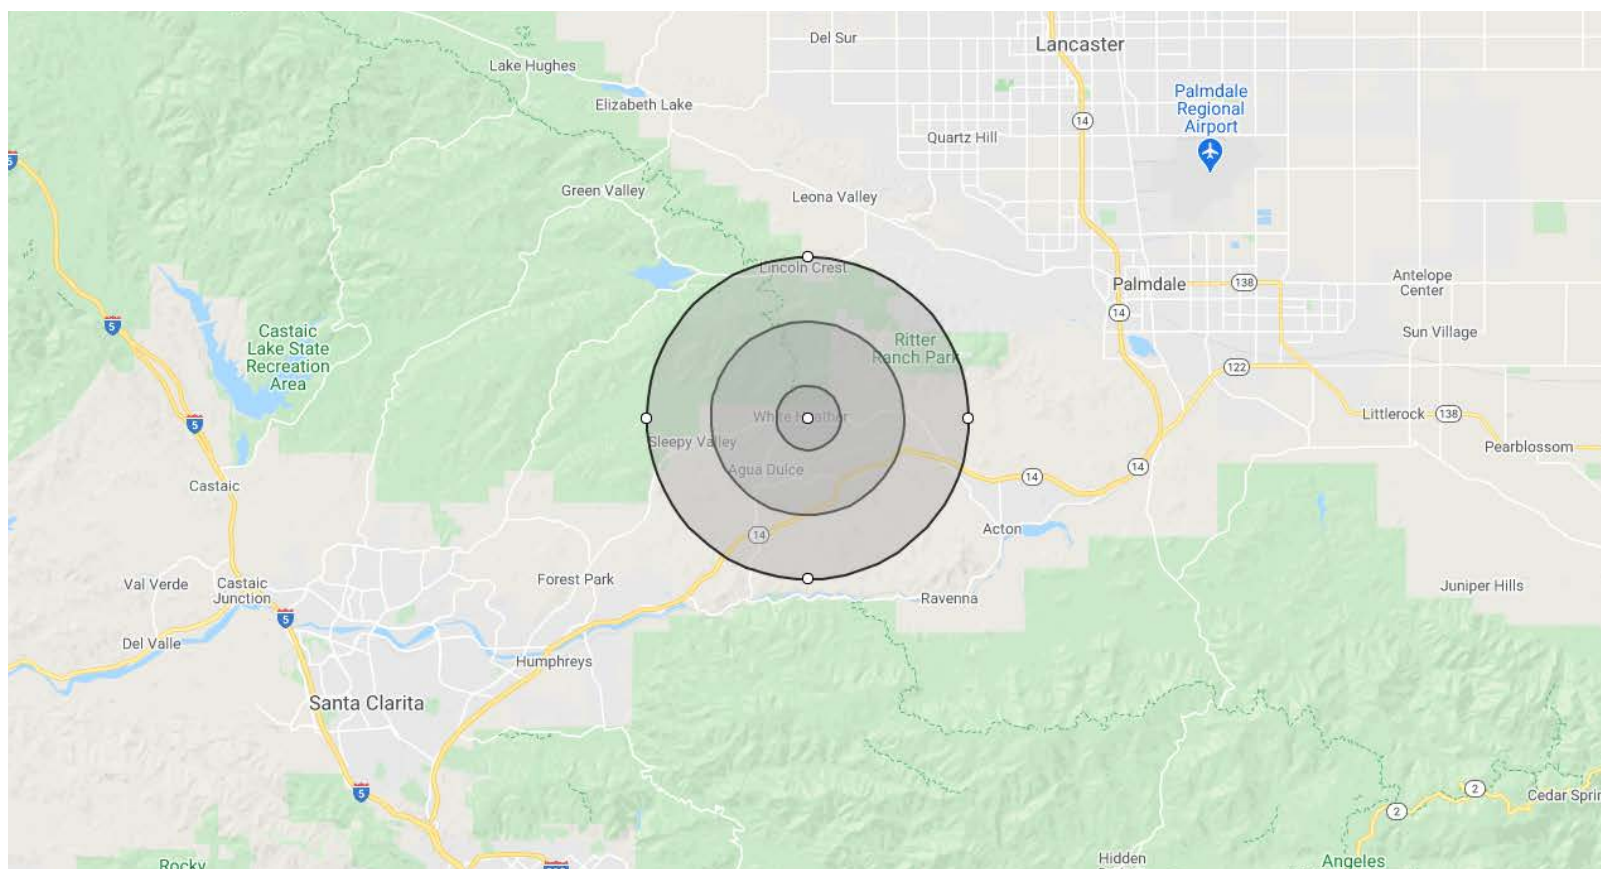 Del Sur
Lancaster
Lake Hughes
Palmdale
Regional
Airport
Elizabeth Lake
14
Quartz Hill
5
Green Valley
Leona Valley
Lincoln Crest
Palmdale
138
Antelope
Center
14
5
Castaic
Lake State
Recreation
Area
Ritter
Ranch Park
Sun Village
122
Littlerock
138
5
Sleepy Valley
Pearblossom
Agua Dulce
14
14
Castaic
14
Acton
Val Verde
Castaic
Junction
Forest Park
Juniper Hills
Ravenna
5
Del Valle
Humphreys
Santa Clarita
5
2
Cedar Sprin
2
Hidden
Angeles
Rocky